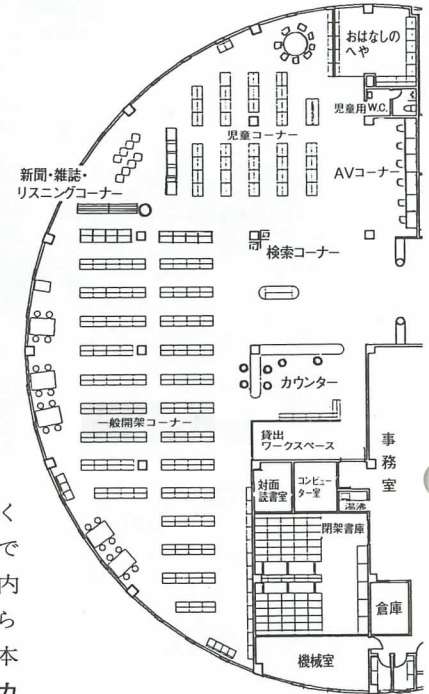 おはなしの
へや
児童用W.C.
児童コーナー
AVコーナー
新聞・雑誌・
リスニングコーナー
検索コーナー
カウンター
一般開架コーナー
貸出
ワークスペース
事務室
対面
読書室
コンピュー
ター室
湯沸
閉架書庫
倉庫
機械室
く
で
内
ら
本
カ